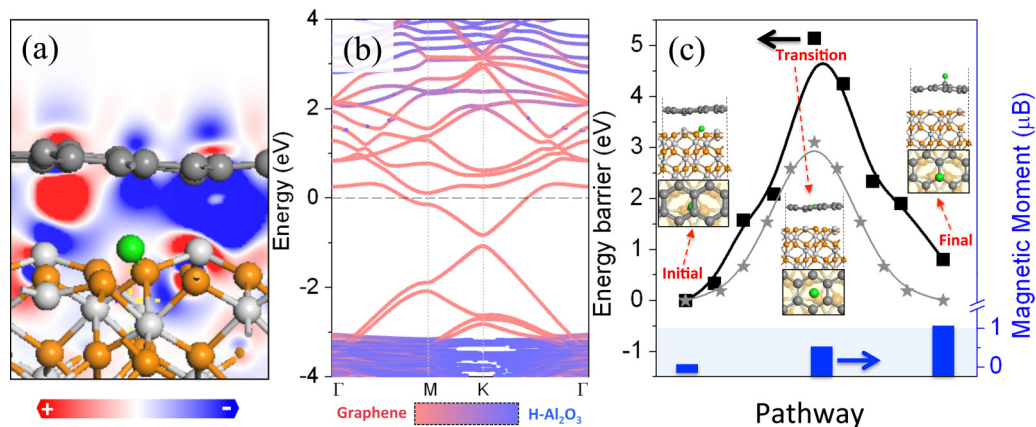 (a)
+
-
(b)
Energy (eV)
4
2
0
-2
-4
Γ
M
K
Γ
Graphene
H-Al₂O₃
(c)
Energy barrier (eV)
5
4
3
2
1
0
-1
Transition
Initial
Final
Pathway
1
0
Magnetic Moment (μB)